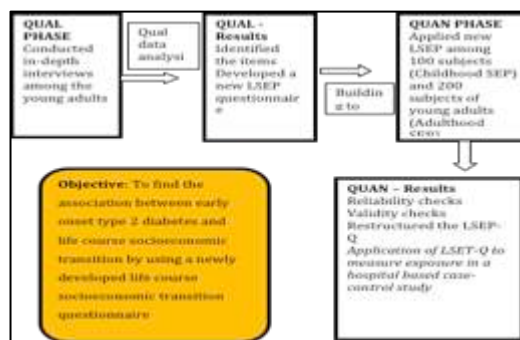 QUAL
PHASE
Conducted
in-depth
interviews
among the
young adults
Qual
data
analysi
QUAL -
Results
Identified
the items
Developed a
new LSEP
questionnair
e
Buildin
g to
QUAN PHASE
Applied new
LSEP among
100 subjects
(Childhood SEP)
and 200
subjects of
young adults
(Adulthood
Objective: To find the
association between early
onset type 2 diabetes and
life course socioeconomic
transition by using a newly
developed life course
socioeconomic transition
questionnaire
QUAN – Results
Reliability checks
Validity checks
Restructured the LSEP-
Q
Application of LSET-Q to
measure exposure in a
hospital based case-
control study